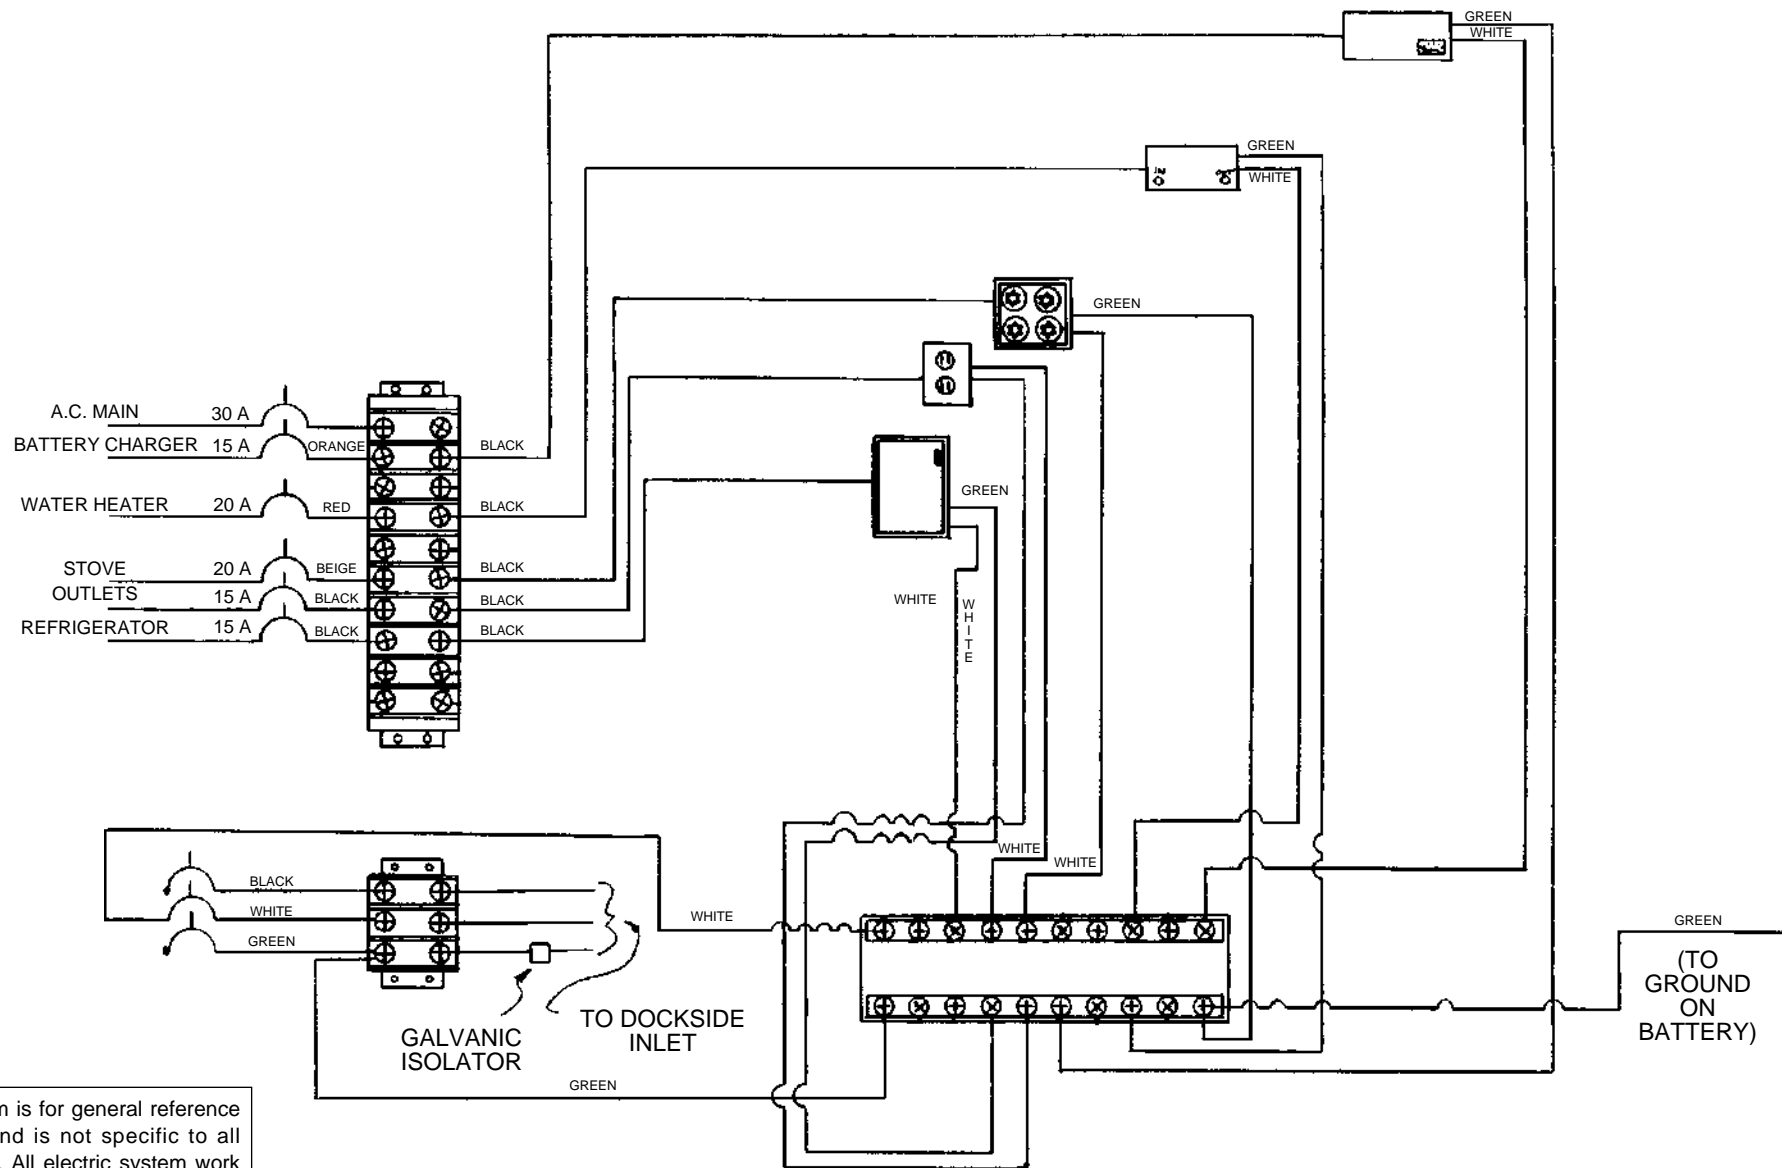 GREEN
WHITE
GREEN
WHITE
GREEN
A.C. MAIN 30 A
BATTERY CHARGER 15 A ORANGE BLACK
WATER HEATER 20 A RED BLACK
STOVE 20 A BEIGE BLACK
OUTLETS 15 A BLACK BLACK
REFRIGERATOR 15 A BLACK BLACK
GREEN
WHITE
WHITE
WHITE
WHITE
BLACK
WHITE
GREEN
WHITE
GREEN
(TO
GROUND
ON
BATTERY)
GALVANIC
ISOLATOR
TO DOCKSIDE
INLET
GREEN
is for general reference
is not specific to all
All electric system work